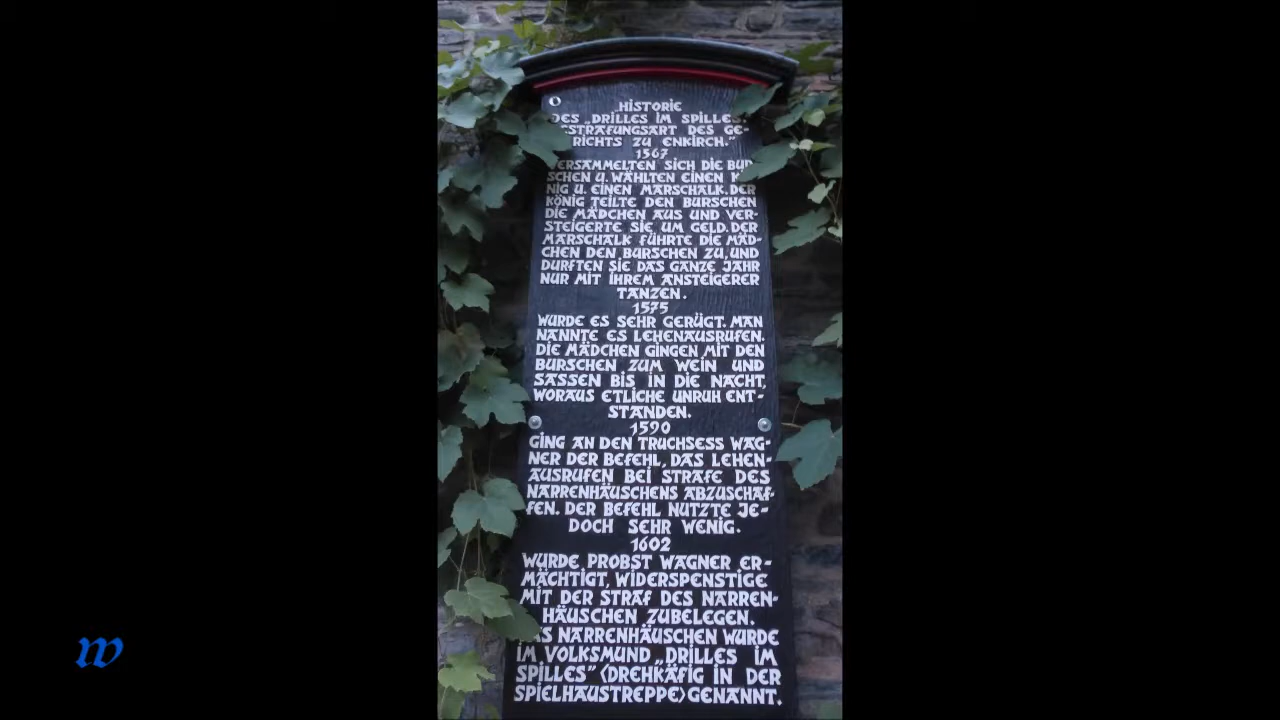 HISTORIE
DES „DRILLES IM SPILLES.
ESTRAFUNGSART DES GE-
RICHTS ZU ENKIRCH."
1567
VERSAMMELTEN SICH DIE BUR
SCHEN U. WÄHLTEN EINEN K
NIG U. EINEN MARSCHALK. DER
KÖNIG TEILTE DEN BURSCHEN
DIE MÄDCHEN AUS UND VER-
STEIGERTE SIE UM GELD. DER
MARSCHALK FÜHRTE DIE MÄD-
CHEN DEN BURSCHEN ZU, UND
DURFTEN SIE DAS GANZE JAHR
NUR MIT IHREM ANSTEIGERER
TANZEN.
1575
WURDE ES SEHR GERÜGT. MAN
NANNTE ES LEHENAUSRUFEN.
DIE MÄDCHEN GINGEN MIT DEN
BURSCHEN ZUM WEIN UND
SASSEN BIS IN DIE NACHT,
WORAUS ETLICHE UNRUH ENT-
STANDEN.
1590
GING AN DEN TRUCHSESS WAG-
NER DER BEFEHL, DAS LEHEN-
AUSRUFEN BEI STRAFE DES
NARRENHÄUSCHENS ABZUSCHAF-
FEN. DER BEFEHL NUTZTE JE-
DOCH SEHR WENIG.
1602
WURDE PROBST WAGNER ER-
MÄCHTIGT, WIDERSPENSTIGE
MIT DER STRAF DES NARREN-
HÄUSCHEN ZUBELEGEN.
DAS NARRENHÄUSCHEN WURDE
IM VOLKSMUND „DRILLES IM
SPILLES" (DREHKÄFIG IN DER
SPIELHAUSTREPPE) GENANNT.
w